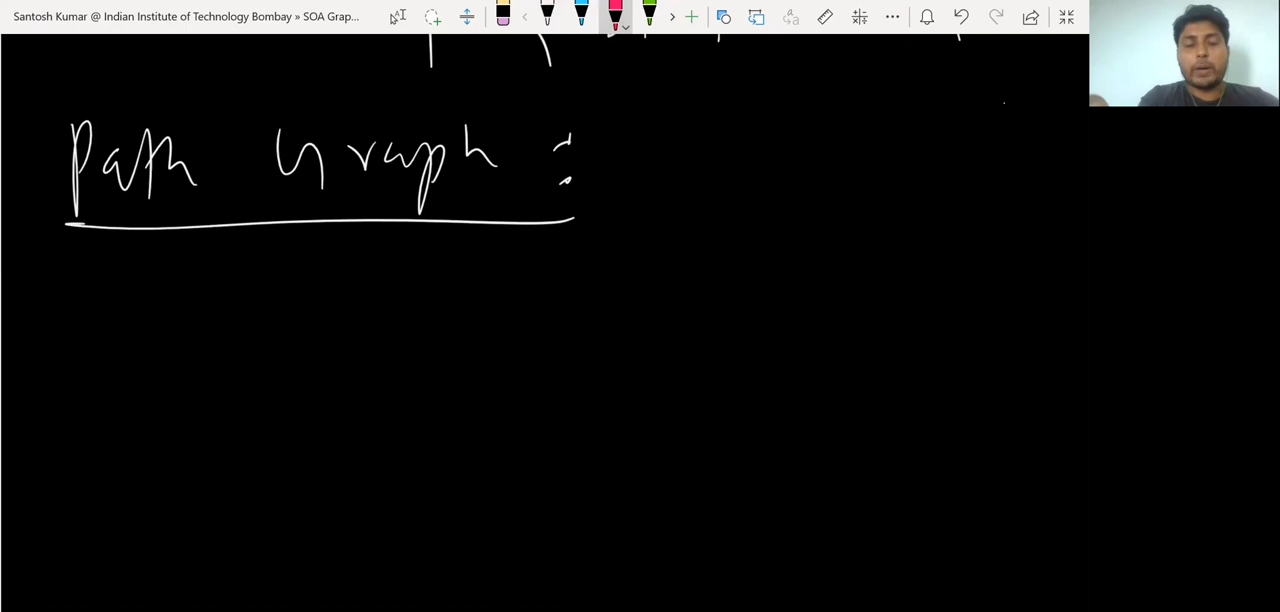 Santosh Kumar @ Indian Institute of Technology Bombay » SOA Grap...
Path Graph :